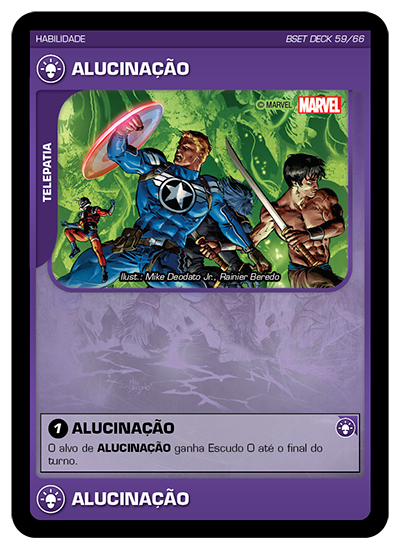 HABILIDADE
BSET DECK 59/66
ALUCINAÇÃO
© MARVEL MARVEL
TELEPATIA
Ilust.: Mike Deodato Jr., Rainier Beredo
1 ALUCINAÇÃO
O alvo de ALUCINAÇÃO ganha Escudo O até o final do
turno.
ALUCINAÇÃO